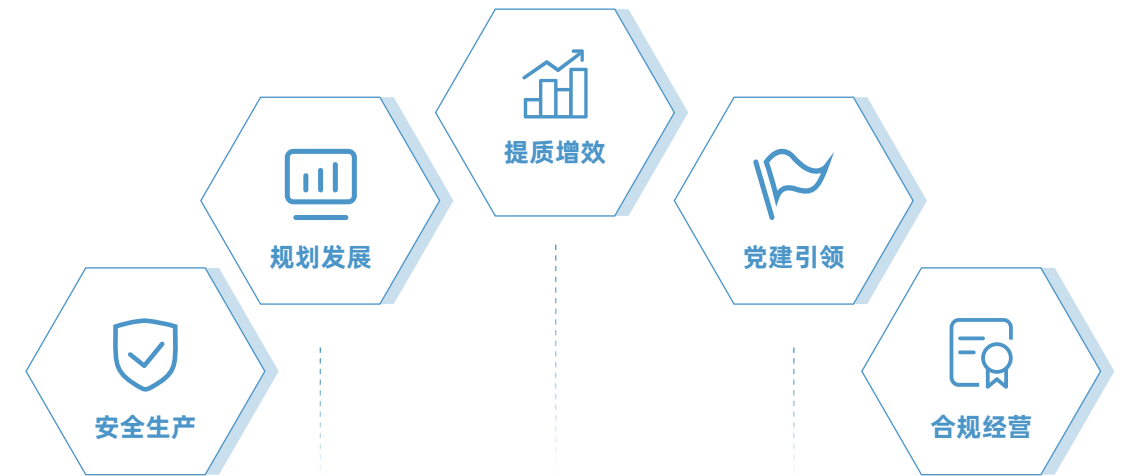 提质增效
规划发展
党建引领
安全生产
合规经营